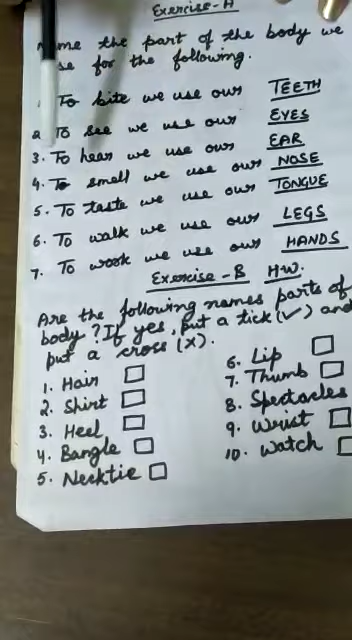 Exercise-A
Name the part of the body we
use for the following.
1. To bite we use our TEETH
2. To see we use our EYES
3. To hear we use our EAR
4. To smell we use our NOSE
5. To taste we use our TONGUE
6. To walk we use our LEGS
7. To work we use our HANDS
Exercise-B H.W.
Are the following names parts of
body? If yes, put a tick (✓) and
put a cross (x).
1. Hair
2. Shirt
3. Heel
4. Bangle
5. Necktie
6. Lip
7. Thumb
8. Spectacles
9. Wrist
10. Watch